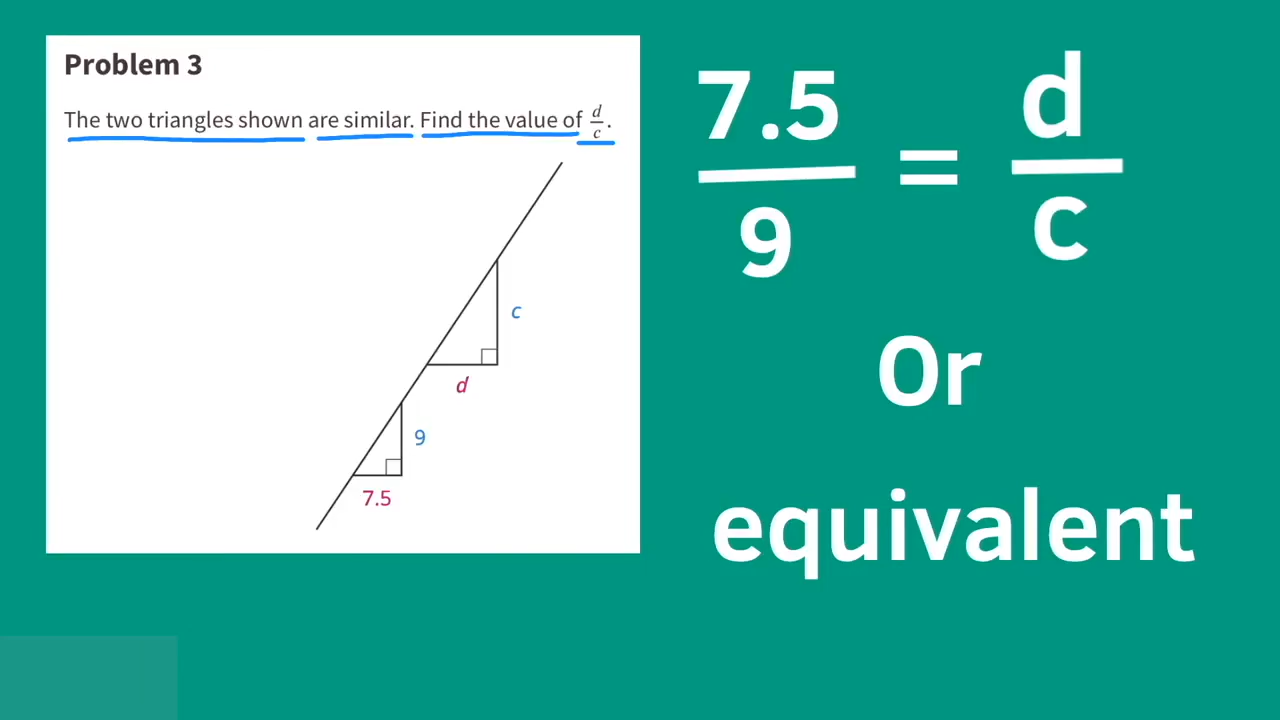 Problem 3
The two triangles shown are similar. Find the value of d/c.
c
d
9
7.5
7.5/9 = d/c
Or
equivalent